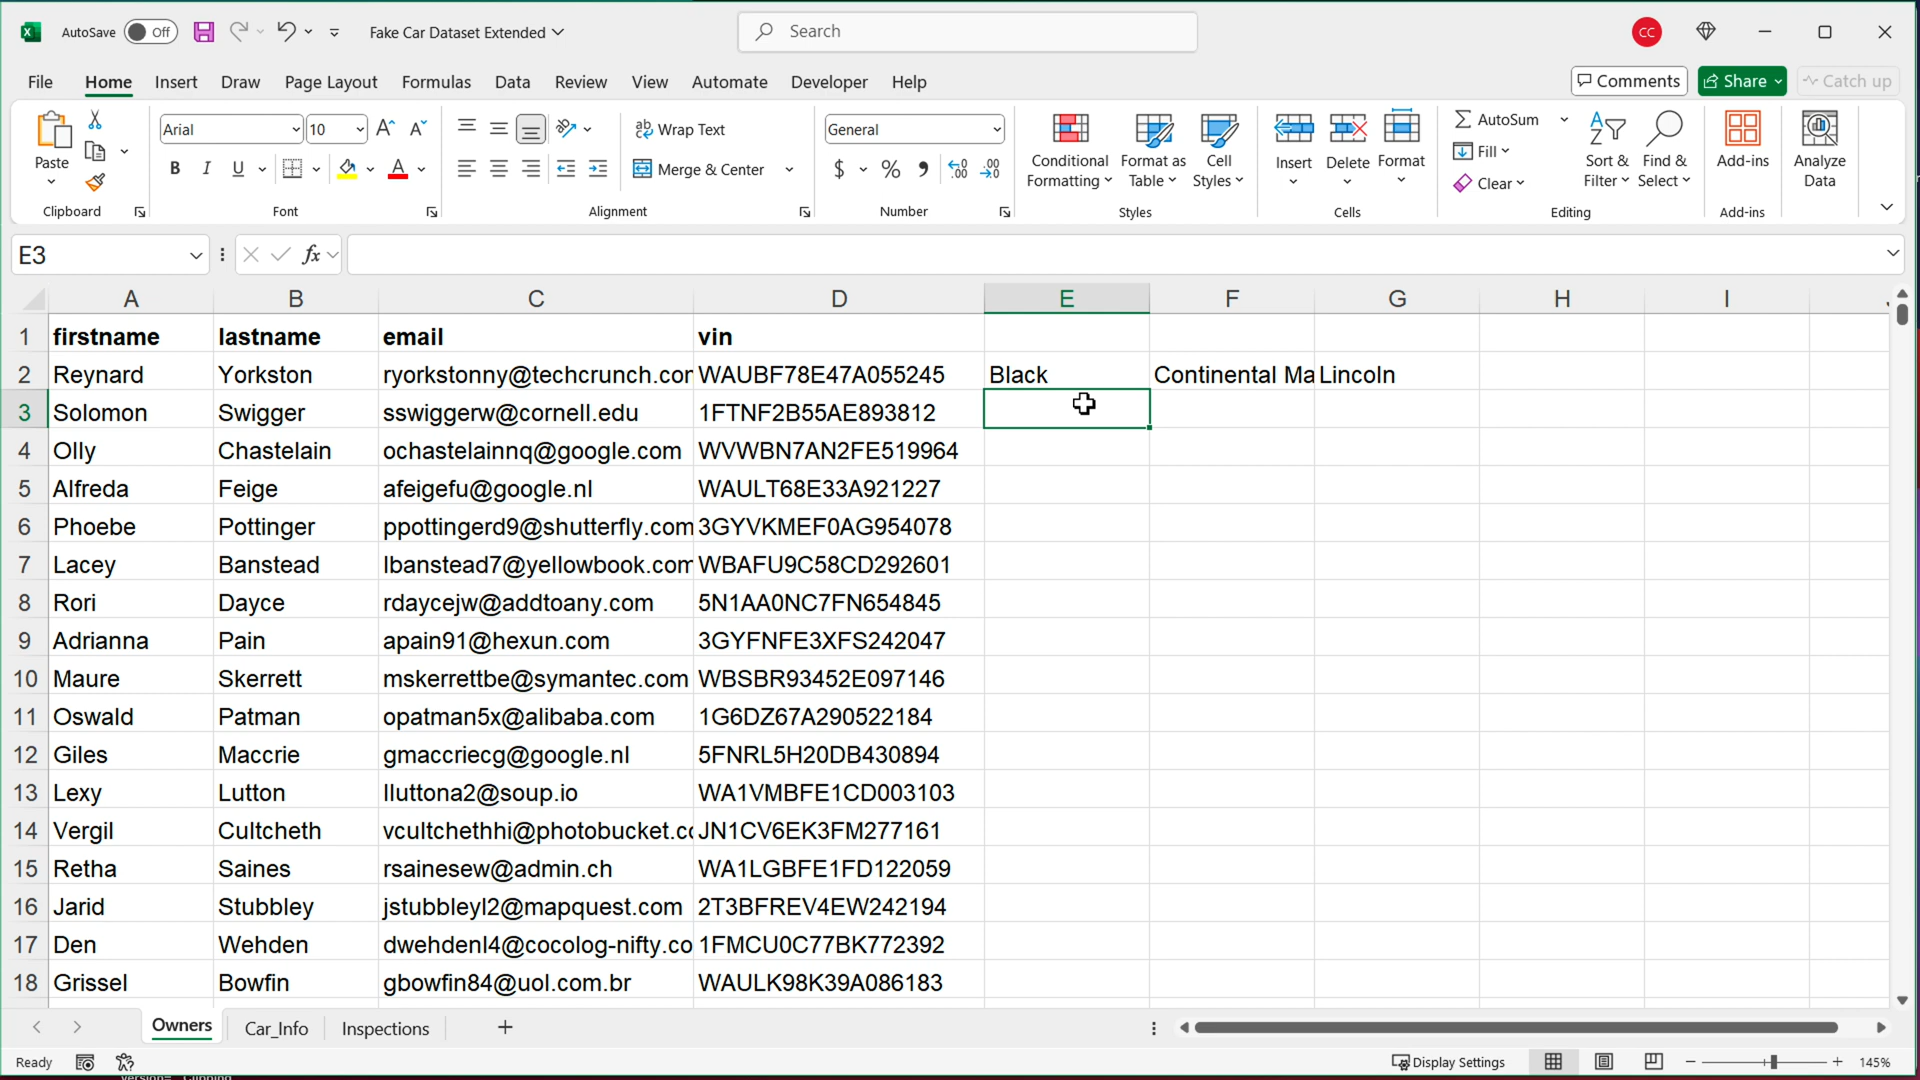 AutoSave Off Fake Car Dataset Extended Search CC
File Home Insert Draw Page Layout Formulas Data Review View Automate Developer Help Comments Share Catch up
Arial 10 Wrap Text General AutoSum
Paste Conditional Formatting Format as Table Cell Styles Insert Delete Format Fill Sort & Filter Find & Select Add-ins Analyze Data
B I U Merge & Center $ % Clear
Clipboard Font Alignment Number Styles Cells Editing Add-ins
E3 fx
A B C D E F G H I
1 firstname lastname email vin
2 Reynard Yorkston ryorkstonny@techcrunch.cor WAUBF78E47A055245 Black Continental Ma Lincoln
3 Solomon Swigger sswiggerw@cornell.edu 1FTNF2B55AE893812
4 Olly Chastelain ochastelainnq@google.com WVWBN7AN2FE519964
5 Alfreda Feige afeigefu@google.nl WAULT68E33A921227
6 Phoebe Pottinger ppottingerd9@shutterfly.com 3GYVKMEF0AG954078
7 Lacey Banstead lbanstead7@yellowbook.com WBAFU9C58CD292601
8 Rori Dayce rdaycejw@addtoany.com 5N1AA0NC7FN654845
9 Adrianna Pain apain91@hexun.com 3GYFNFE3XFS242047
10 Maure Skerrett mskerrettbe@symantec.com WBSBR93452E097146
11 Oswald Patman opatman5x@alibaba.com 1G6DZ67A290522184
12 Giles Maccrie gmaccriecg@google.nl 5FNRL5H20DB430894
13 Lexy Lutton lluttona2@soup.io WA1VMBFE1CD003103
14 Vergil Cultcheth vcultchethhi@photobucket.cc JN1CV6EK3FM277161
15 Retha Saines rsainesew@admin.ch WA1LGBFE1FD122059
16 Jarid Stubbley jstubbleyl2@mapquest.com 2T3BFREV4EW242194
17 Den Wehden dwehdenl4@cocolog-nifty.co 1FMCU0C77BK772392
18 Grissel Bowfin gbowfin84@uol.com.br WAULK98K39A086183
Owners Car_Info Inspections
Ready Display Settings 145%